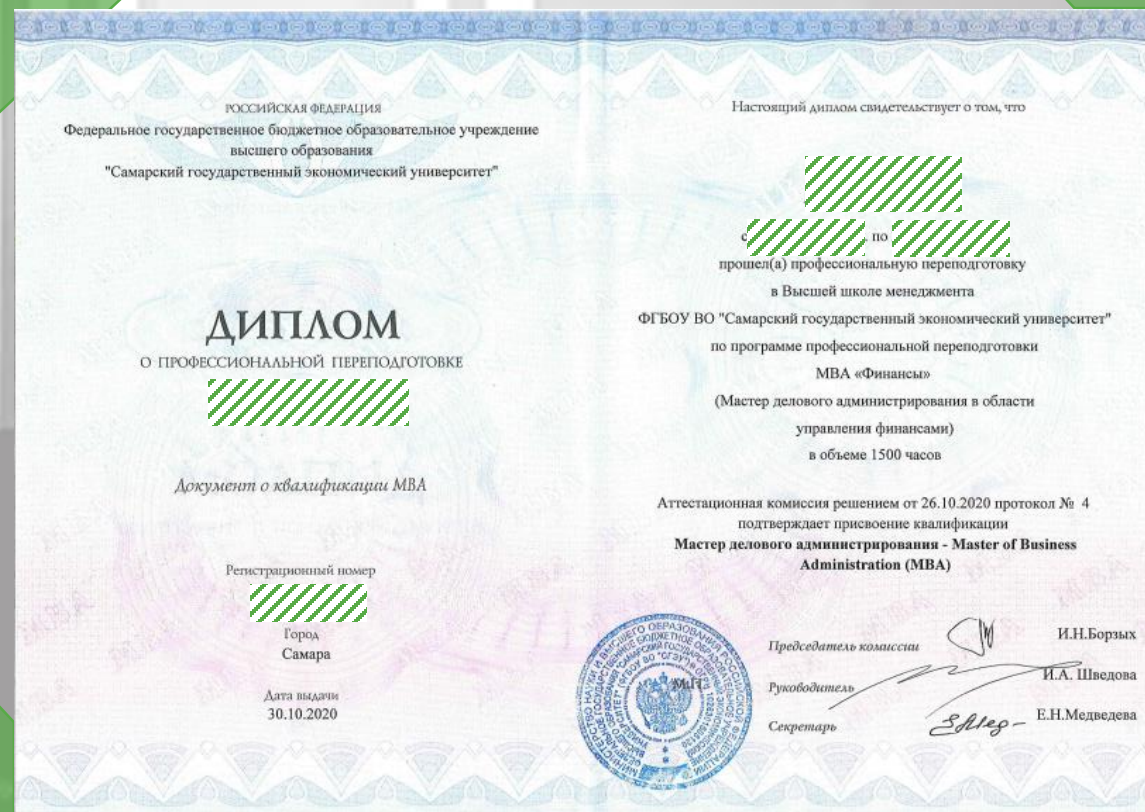 РОССИЙСКАЯ ФЕДЕРАЦИЯ
Федеральное государственное бюджетное образовательное учреждение
высшего образования
"Самарский государственный экономический университет"
ДИПЛОМ
О ПРОФЕССИОНАЛЬНОЙ ПЕРЕПОДГОТОВКЕ
Документ о квалификации MBA
Регистрационный номер
Город
Самара
Дата выдачи
30.10.2020
Настоящий диплом свидетельствует о том, что
с по
прошел(а) профессиональную переподготовку
в Высшей школе менеджмента
ФГБОУ ВО "Самарский государственный экономический университет"
по программе профессиональной переподготовки
МВА «Финансы»
(Мастер делового администрирования в области
управления финансами)
в объеме 1500 часов
Аттестационная комиссия решением от 26.10.2020 протокол № 4
подтверждает присвоение квалификации
Мастер делового администрирования - Master of Business
Administration (MBA)
Председатель комиссии И.Н.Борзых
М.П.
Руководитель И.А. Шведова
Секретарь Е.Н.Медведева